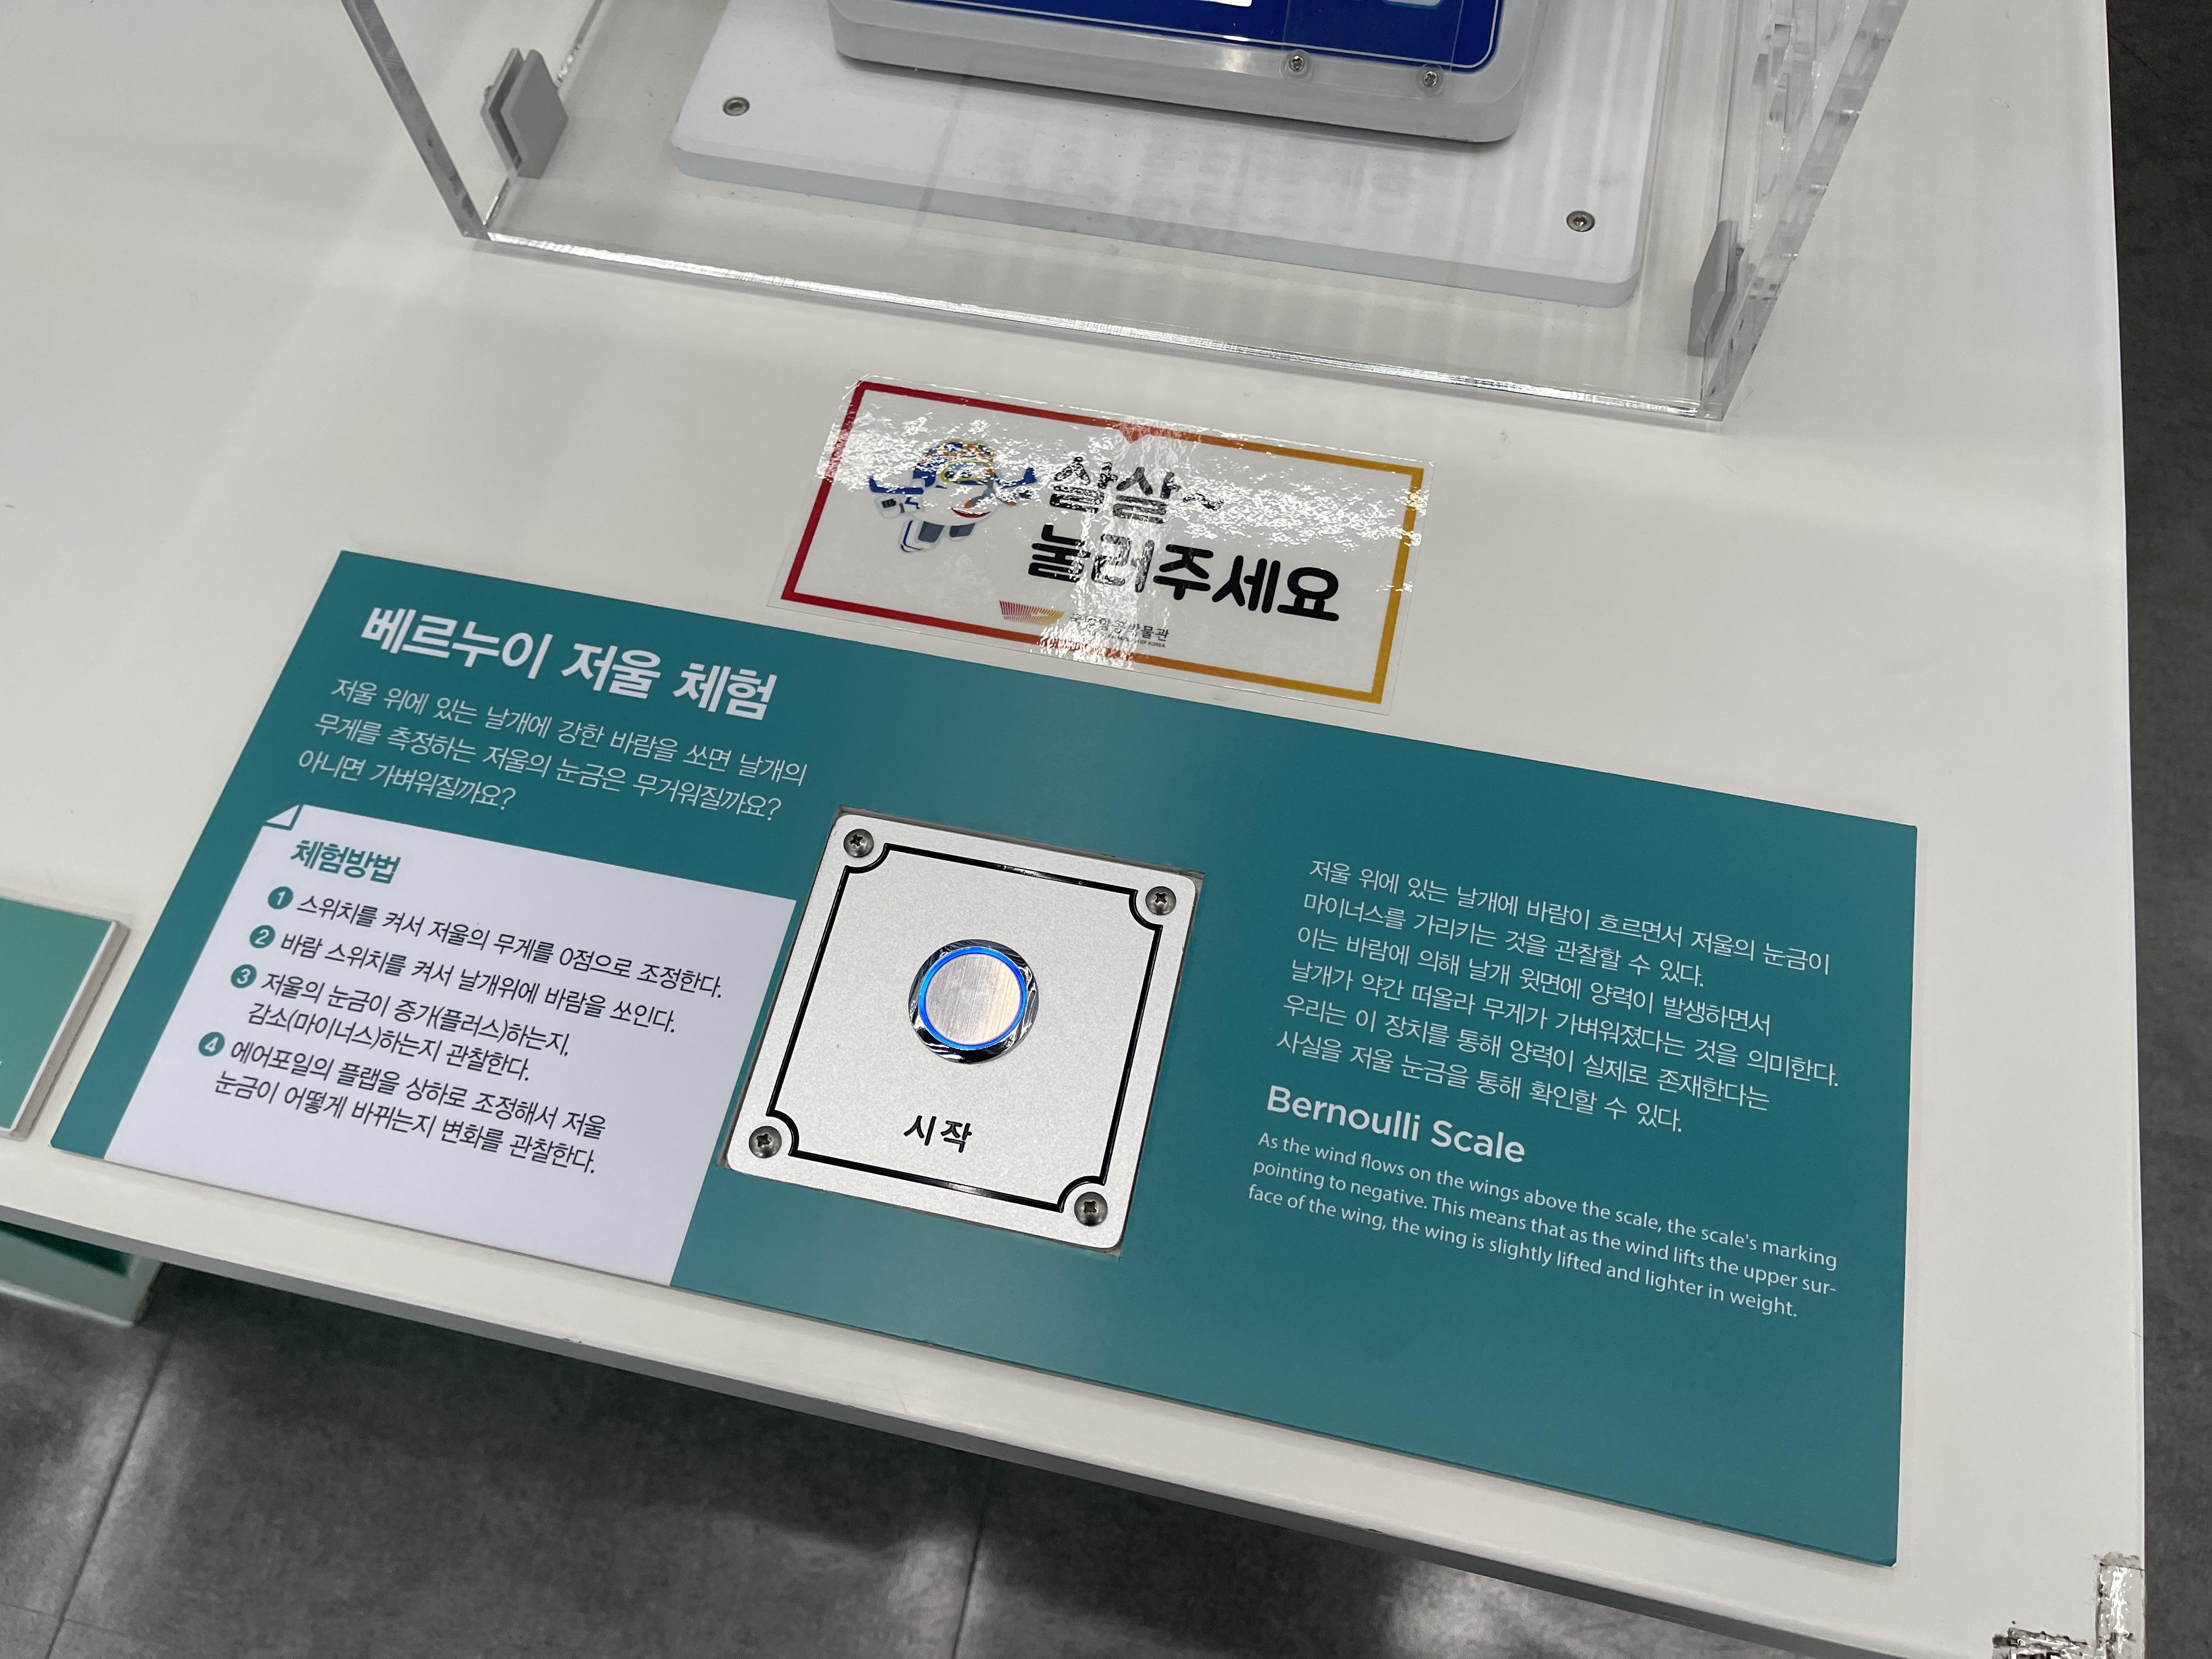 살살~
눌러주세요
국립항공박물관
베르누이 저울 체험
저울 위에 있는 날개에 강한 바람을 쏘면 날개의
무게를 측정하는 저울의 눈금은 무거워질까요?
아니면 가벼워질까요?
체험방법
1 스위치를 켜서 저울의 무게를 0점으로 조정한다.
2 바람 스위치를 켜서 날개위에 바람을 쏘인다.
3 저울의 눈금이 증가(플러스)하는지,
감소(마이너스)하는지 관찰한다.
4 에어포일의 플랩을 상하로 조정해서 저울
눈금이 어떻게 바뀌는지 변화를 관찰한다.
시작
저울 위에 있는 날개에 바람이 흐르면서 저울의 눈금이
마이너스를 가리키는 것을 관찰할 수 있다.
이는 바람에 의해 날개 윗면에 양력이 발생하면서
날개가 약간 떠올라 무게가 가벼워졌다는 것을 의미한다.
우리는 이 장치를 통해 양력이 실제로 존재한다는
사실을 저울 눈금을 통해 확인할 수 있다.
Bernoulli Scale
As the wind flows on the wings above the scale, the scale's marking
pointing to negative. This means that as the wind lifts the upper sur-
face of the wing, the wing is slightly lifted and lighter in weight.